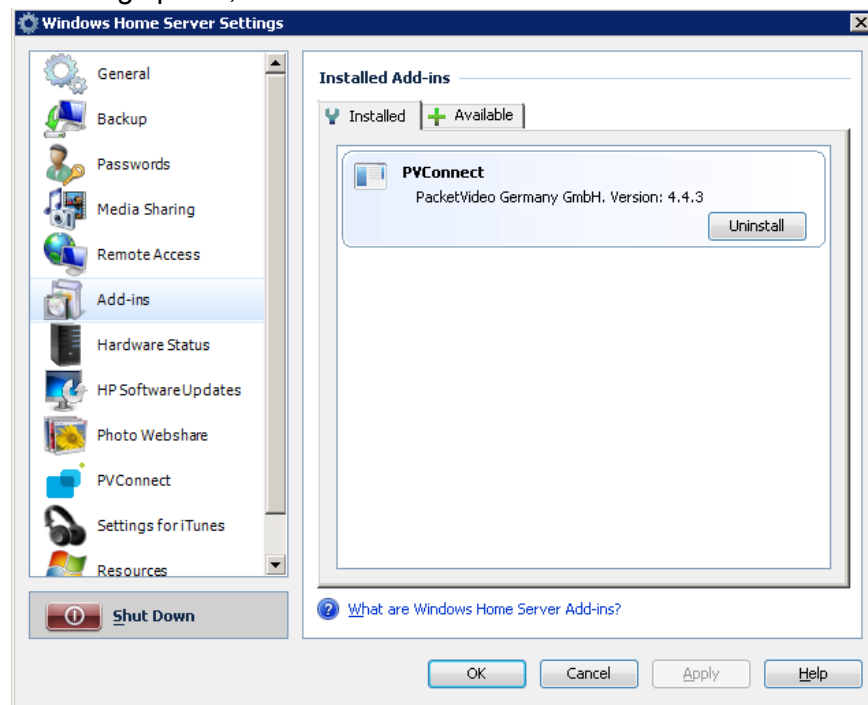 Windows Home Server Settings
General
Backup
Passwords
Media Sharing
Remote Access
Add-ins
Hardware Status
HP Software Updates
Photo Webshare
PVConnect
Settings for iTunes
Resources
Shut Down
Installed Add-ins
Installed
Available
PVConnect
PacketVideo Germany GmbH. Version: 4.4.3
Uninstall
What are Windows Home Server Add-ins?
OK
Cancel
Apply
Help